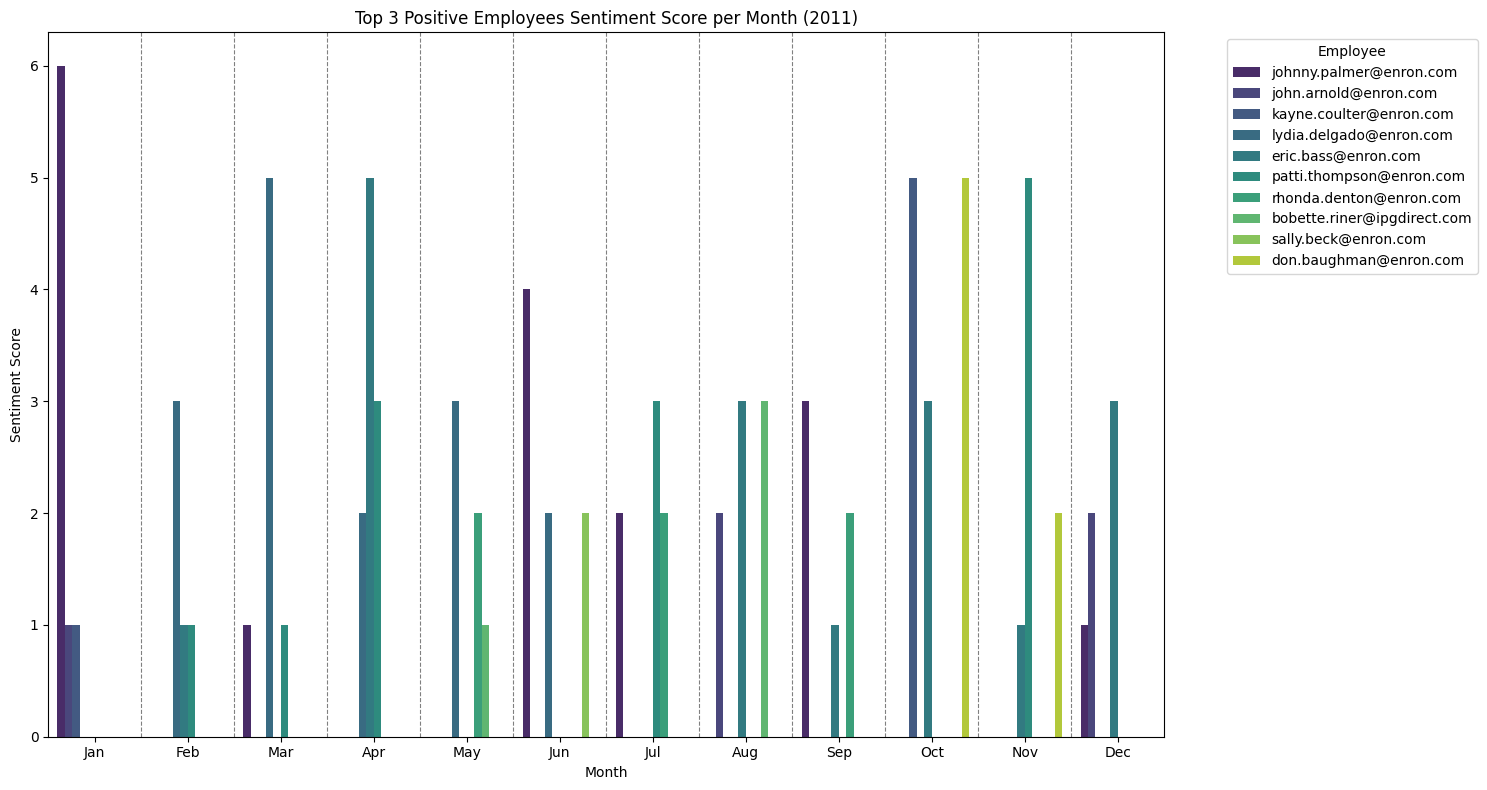 Top 3 Positive Employees Sentiment Score per Month (2011)
Employee
johnny.palmer@enron.com
john.arnold@enron.com
kayne.coulter@enron.com
lydia.delgado@enron.com
eric.bass@enron.com
patti.thompson@enron.com
rhonda.denton@enron.com
bobette.riner@ipgdirect.com
sally.beck@enron.com
don.baughman@enron.com
Sentiment Score
6
5
4
3
2
1
0
Jan Feb Mar Apr May Jun Jul Aug Sep Oct Nov Dec
Month